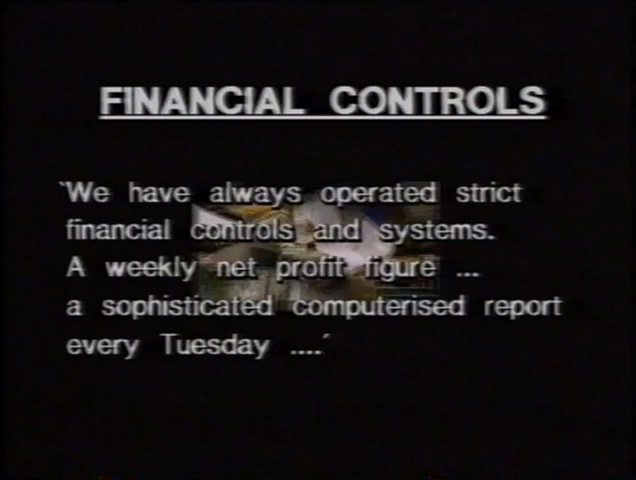 FINANCIAL CONTROLS
‛We have always operated strict
financial controls and systems.
A weekly net profit figure ...
a sophisticated computerised report
every Tuesday ....′